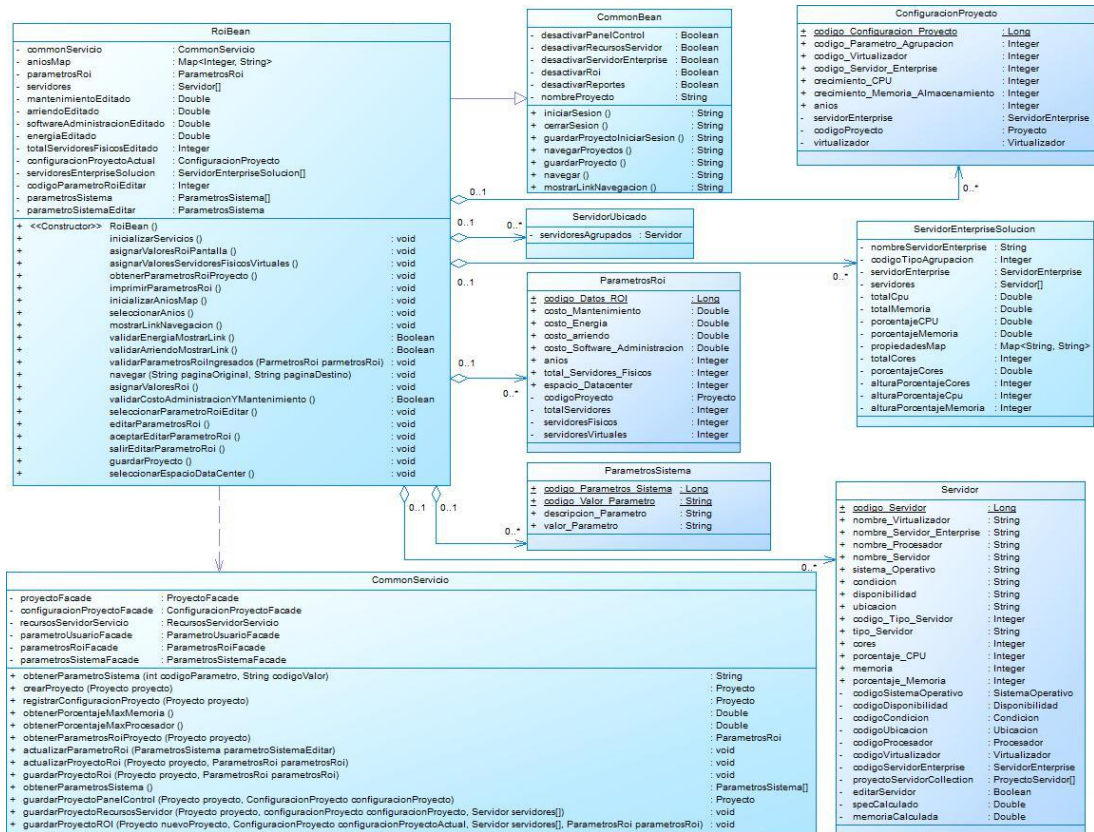 RoiBean
- commonServicio : CommonServicio
- aniosMap : Map<Integer, String>
- parametrosRoi : ParametrosRoi
- servidores : Servidor[]
- mantenimientoEditado : Double
- arriendoEditado : Double
- softwareAdministracionEditado : Double
- energiaEditado : Double
- totalServidoresFisicosEditado : Integer
- configuracionProyectoActual : ConfiguracionProyecto
- servidoresEnterpriseSolucion : ServidorEnterpriseSolucion[]
- codigoParametroRoiEditar : Integer
- parametrosSistema : ParametrosSistema[]
- parametroSistemaEditar : ParametrosSistema
+ <<Constructor>> RoiBean ()
+ inicializarServicios () : void
+ asignarValoresRoiPantalla () : void
+ asignarValoresServidoresFisicosVirtuales () : void
+ obtenerParametrosRoiProyecto () : void
+ imprimirParametrosRoi () : void
+ inicializarAniosMap () : void
+ seleccionarAnios () : void
+ mostrarLinkNavegacion () : void
+ validarEnergiaMostrarLink () : Boolean
+ validarArriendoMostrarLink () : Boolean
+ validarParametrosRoiIngresados (ParmetrosRoi parmetrosRoi) : void
+ navegar (String paginaOriginal, String paginaDestino) : void
+ asignarValoresRoi () : void
+ validarCostoAdministracionYMantenimiento () : Boolean
+ seleccionarParametroRoiEditar () : void
+ editarParametrosRoi () : void
+ aceptarEditarParametroRoi () : void
+ salirEditarParametroRoi () : void
+ guardarProyecto () : void
+ seleccionarEspacioDataCenter () : void
CommonBean
- desactivarPanelControl : Boolean
- desactivarRecursosServidor : Boolean
- desactivarServidorEnterprise : Boolean
- desactivarRoi : Boolean
- desactivarReportes : Boolean
- nombreProyecto : String
+ iniciarSesion () : String
+ cerrarSesion () : String
+ guardarProyectoIniciarSesion () : String
+ navegarProyectos () : String
+ guardarProyecto () : String
+ navegar () : String
+ mostrarLinkNavegacion () : String
ConfiguracionProyecto
+ codigo_Configuracion_Proyecto : Long
+ codigo_Parametro_Agrupacion : Integer
+ codigo_Virtualizador : Integer
+ codigo_Servidor_Enterprise : Integer
+ crecimiento_CPU : Integer
+ crecimiento_Memoria_Almacenamiento : Integer
+ anios : Integer
- servidorEnterprise : ServidorEnterprise
- codigoProyecto : Proyecto
- virtualizador : Virtualizador
0..1
0..*
0..1
0..*
ServidorUbicado
- servidoresAgrupados : Servidor
0..1
0..*
ServidorEnterpriseSolucion
- nombreServidorEnterprise : String
- codigoTipoAgrupacion : Integer
- servidorEnterprise : ServidorEnterprise
- servidores : Servidor[]
- totalCpu : Double
- totalMemoria : Double
- porcentajeCPU : Double
- porcentajeMemoria : Double
- propiedadesMap : Map<String, String>
- totalCores : Integer
- porcentajeCores : Double
- alturaPorcentajeCores : Integer
- alturaPorcentajeCpu : Integer
- alturaPorcentajeMemoria : Integer
ParametrosRoi
+ codigo_Datos_ROI : Long
+ costo_Mantenimiento : Double
+ costo_Energia : Double
+ costo_arriendo : Double
+ costo_Software_Administracion : Double
+ anios : Integer
+ total_Servidores_Fisicos : Integer
+ espacio_Datacenter : Integer
- codigoProyecto : Proyecto
- totalServidores : Integer
- servidoresFisicos : Integer
- servidoresVirtuales : Integer
0..1
0..*
ParametrosSistema
+ codigo_Parametros_Sistema : Long
+ codigo_Valor_Parametro : String
+ descripcion_Parametro : String
+ valor_Parametro : String
0..1
0..1
0..*
0..*
Servidor
+ codigo_Servidor : Long
+ nombre_Virtualizador : String
+ nombre_Servidor_Enterprise : String
+ nombre_Procesador : String
+ nombre_Servidor : String
+ sistema_Operativo : String
+ condicion : String
+ disponibilidad : String
+ ubicacion : String
+ codigo_Tipo_Servidor : Integer
+ tipo_Servidor : String
+ cores : Integer
+ porcentaje_CPU : Integer
+ memoria : Integer
+ porcentaje_Memoria : Integer
- codigoSistemaOperativo : SistemaOperativo
- codigoDisponibilidad : Disponibilidad
- codigoCondicion : Condicion
- codigoUbicacion : Ubicacion
- codigoProcesador : Procesador
- codigoVirtualizador : Virtualizador
- codigoServidorEnterprise : ServidorEnterprise
- proyectoServidorCollection : ProyectoServidor[]
- editarServidor : Boolean
- specCalculado : Double
- memoriaCalculada : Double
CommonServicio
- proyectoFacade : ProyectoFacade
- configuracionProyectoFacade : ConfiguracionProyectoFacade
- recursosServidorServicio : RecursosServidorServicio
- parametroUsuarioFacade : ParametroUsuarioFacade
- parametrosRoiFacade : ParametrosRoiFacade
- parametrosSistemaFacade : ParametrosSistemaFacade
+ obtenerParametroSistema (int codigoParametro, String codigoValor) : String
+ crearProyecto (Proyecto proyecto) : Proyecto
+ registrarConfiguracionProyecto (Proyecto proyecto) : Proyecto
+ obtenerPorcentajeMaxMemoria () : Double
+ obtenerPorcentajeMaxProcesador () : Double
+ obtenerParametrosRoiProyecto (Proyecto proyecto) : ParametrosRoi
+ actualizarParametroRoi (ParametrosSistema parametroSistemaEditar) : void
+ actualizarProyectoRoi (Proyecto proyecto, ParametrosRoi parametrosRoi) : void
+ guardarProyectoRoi (Proyecto proyecto, ParametrosRoi parametrosRoi) : void
+ obtenerParametrosSistema () : ParametrosSistema[]
+ guardarProyectoPanelControl (Proyecto proyecto, ConfiguracionProyecto configuracionProyecto) : Proyecto
+ guardarProyectoRecursosServidor (Proyecto proyecto, configuracionProyecto configuracionProyecto, Servidor servidores[]) : void
+ guardarProyectoROI (Proyecto nuevoProyecto, ConfiguracionProyecto configuracionProyectoActual, Servidor servidores[], ParametrosRoi parametrosRoi) : void